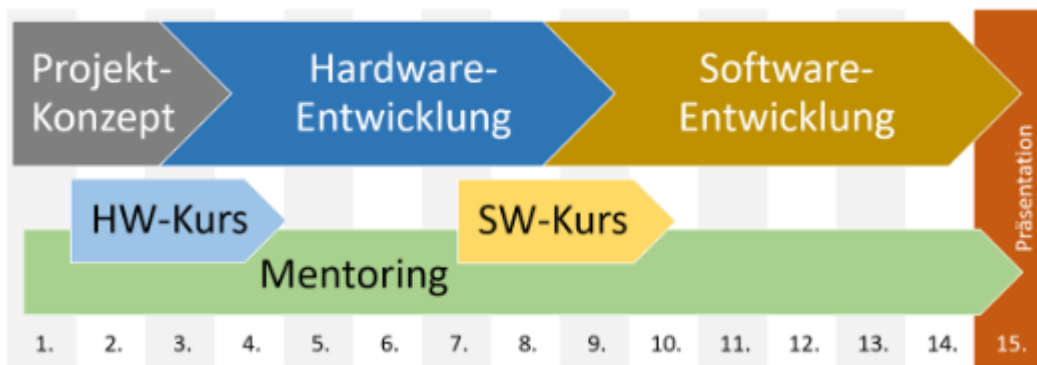 Projekt-
Konzept
Hardware-
Entwicklung
Software-
Entwicklung
Präsentation
HW-Kurs
SW-Kurs
Mentoring
1. 2. 3. 4. 5. 6. 7. 8. 9. 10. 11. 12. 13. 14. 15.